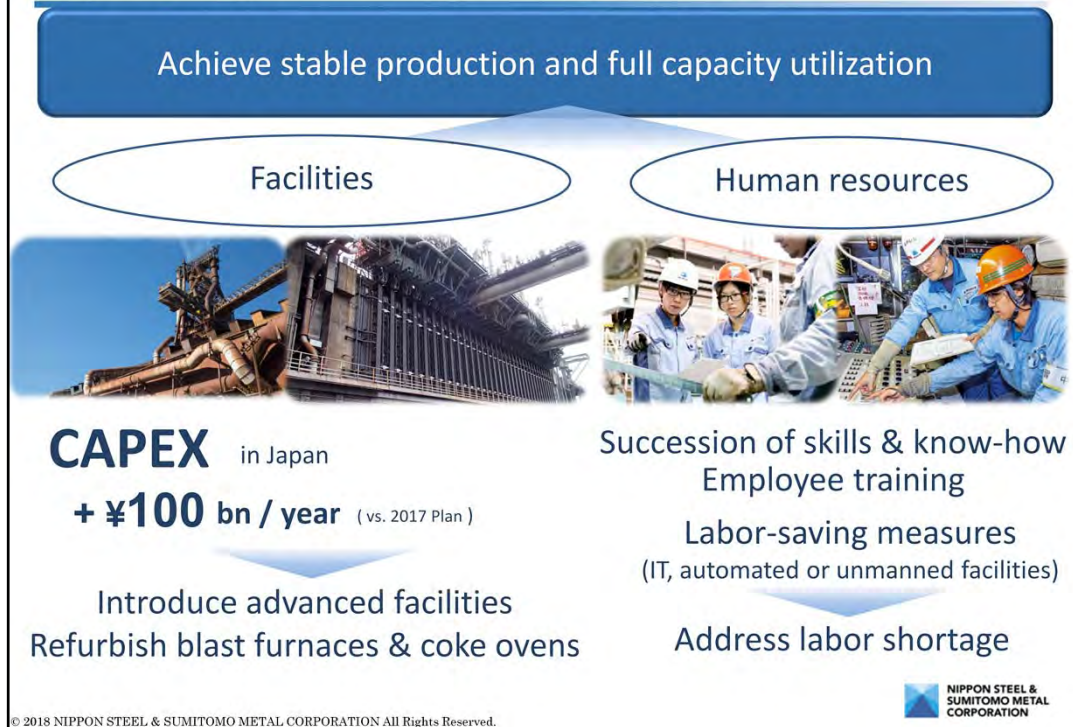 Achieve stable production and full capacity utilization
Facilities
Human resources
CAPEX in Japan
+ ¥100 bn / year ( vs. 2017 Plan )
Introduce advanced facilities
Refurbish blast furnaces & coke ovens
Succession of skills & know-how
Employee training
Labor-saving measures
(IT, automated or unmanned facilities)
Address labor shortage
NIPPON STEEL &
SUMITOMO METAL
CORPORATION
© 2018 NIPPON STEEL & SUMITOMO METAL CORPORATION All Rights Reserved.